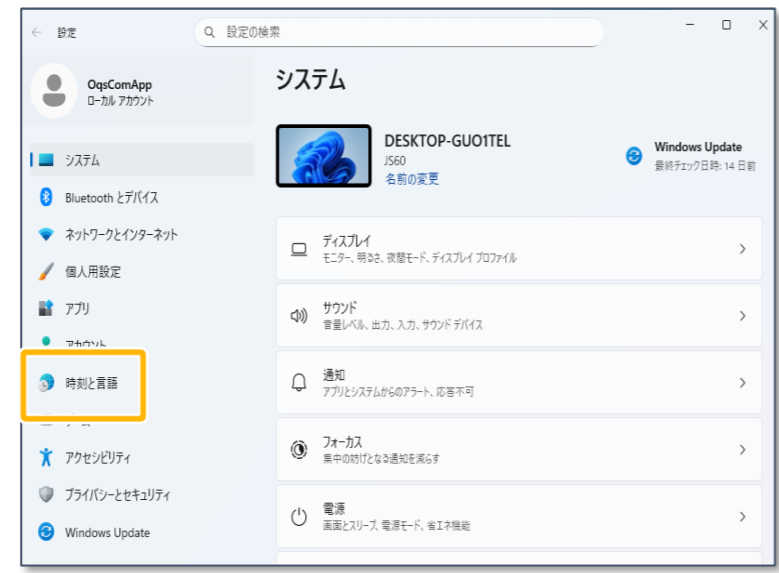 設定
設定の検索
OqsComApp
ローカル アカウント
システム
Bluetooth とデバイス
ネットワークとインターネット
個人用設定
アプリ
アカウント
時刻と言語
アクセシビリティ
プライバシーとセキュリティ
Windows Update
システム
DESKTOP-GUO1TEL
JS60
名前の変更
Windows Update
最終チェック日時: 14 日前
ディスプレイ
モニター、明るさ、夜間モード、ディスプレイ プロファイル
サウンド
音量レベル、出力、入力、サウンド デバイス
通知
アプリとシステムからのアラート、応答不可
フォーカス
集中の妨げとなる通知を減らす
電源
画面とスリープ、電源モード、省エネ機能